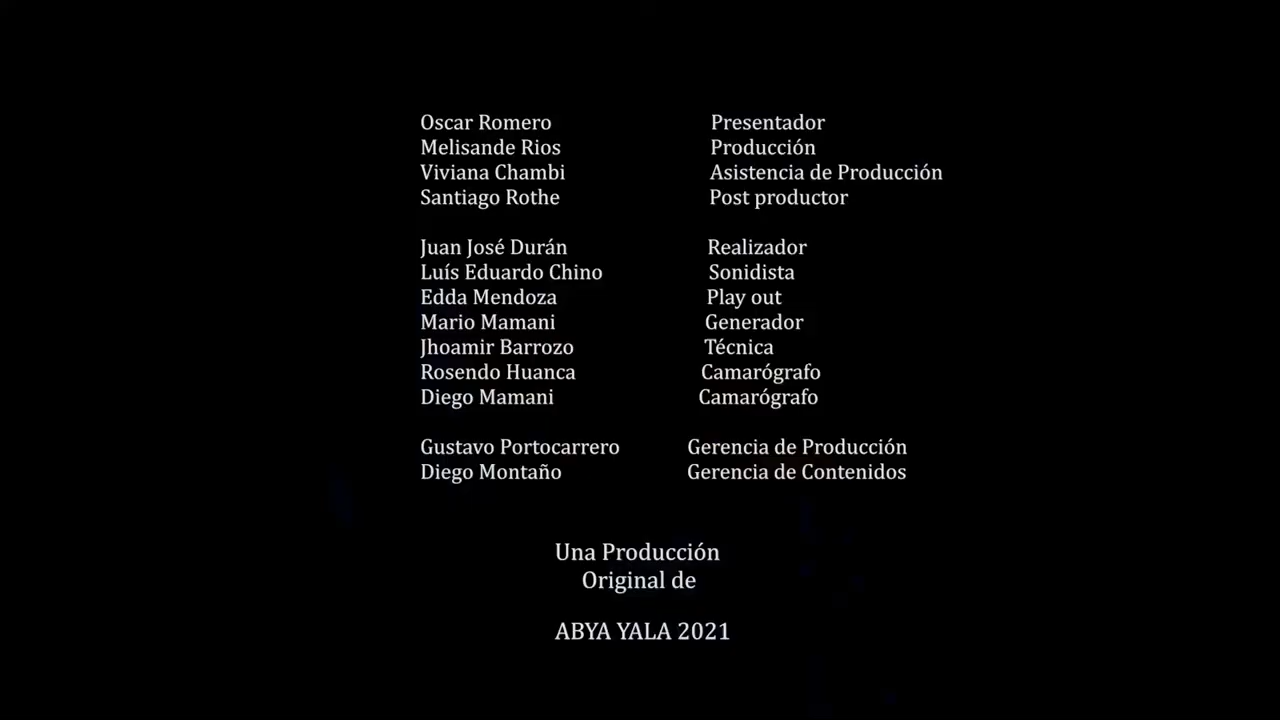 Oscar Romero Presentador
Melisande Rios Producción
Viviana Chambi Asistencia de Producción
Santiago Rothe Post productor
Juan José Durán Realizador
Luís Eduardo Chino Sonidista
Edda Mendoza Play out
Mario Mamani Generador
Jhoamir Barrozo Técnica
Rosendo Huanca Camarógrafo
Diego Mamani Camarógrafo
Gustavo Portocarrero Gerencia de Producción
Diego Montaño Gerencia de Contenidos
Una Producción
Original de
ABYA YALA 2021